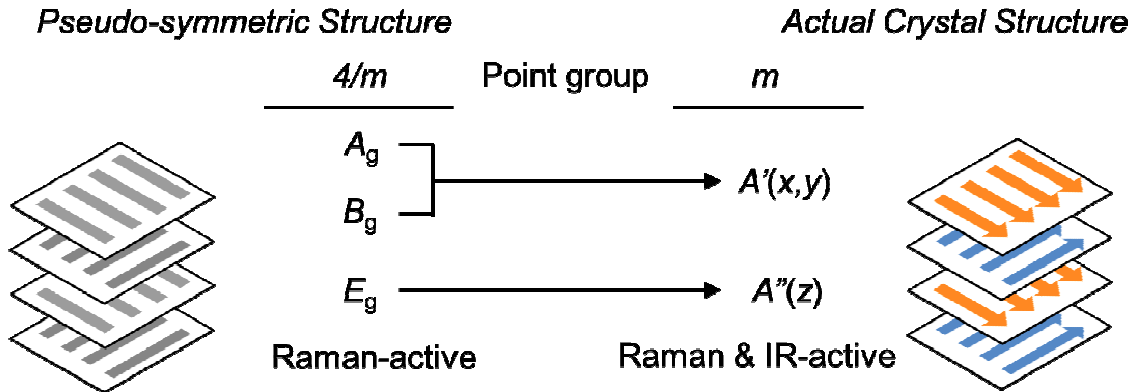 Pseudo-symmetric Structure Actual Crystal Structure
4/m Point group m
Ag
A'(x,y)
Bg
Eg A"(z)
Raman-active Raman & IR-active